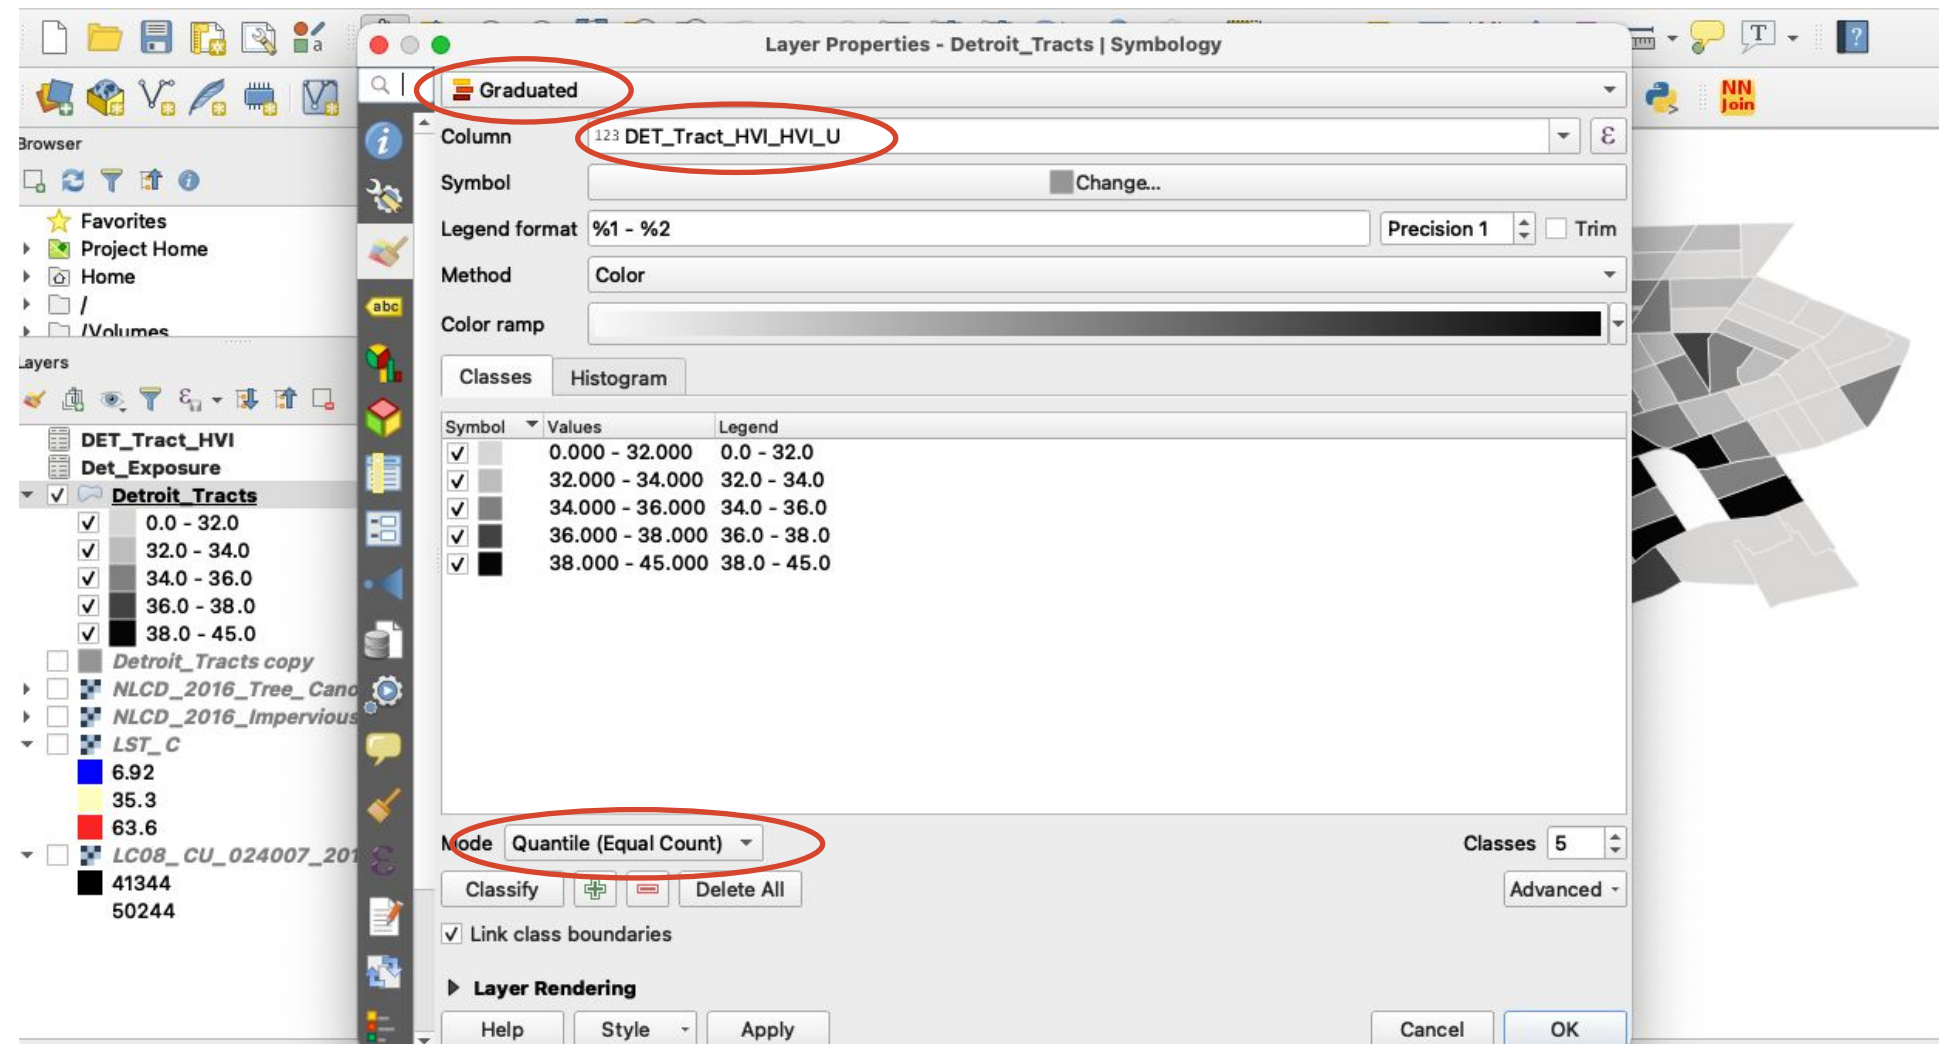 Layer Properties - Detroit_Tracts | Symbology
a
T
?
Graduated
NN
Join
Browser
Column 123 DET_Tract_HVI_HVI_U ε
Symbol Change...
Favorites
Legend format %1 - %2 Precision 1 Trim
Project Home
Home
Method Color
/
abc
/Volumes
Color ramp
Layers
Classes Histogram
Symbol Values Legend
DET_Tract_HVI
0.000 - 32.000 0.0 - 32.0
Det_Exposure
32.000 - 34.000 32.0 - 34.0
Detroit_Tracts
34.000 - 36.000 34.0 - 36.0
0.0 - 32.0
36.000 - 38.000 36.0 - 38.0
32.0 - 34.0
38.000 - 45.000 38.0 - 45.0
34.0 - 36.0
36.0 - 38.0
38.0 - 45.0
Detroit_Tracts copy
NLCD_2016_Tree_Cano
NLCD_2016_Impervious
LST_C
6.92
35.3
63.6
Mode Quantile (Equal Count) Classes 5
LC08_CU_024007_201
41344
Classify Delete All Advanced
50244
Link class boundaries
Layer Rendering
Help Style Apply Cancel OK